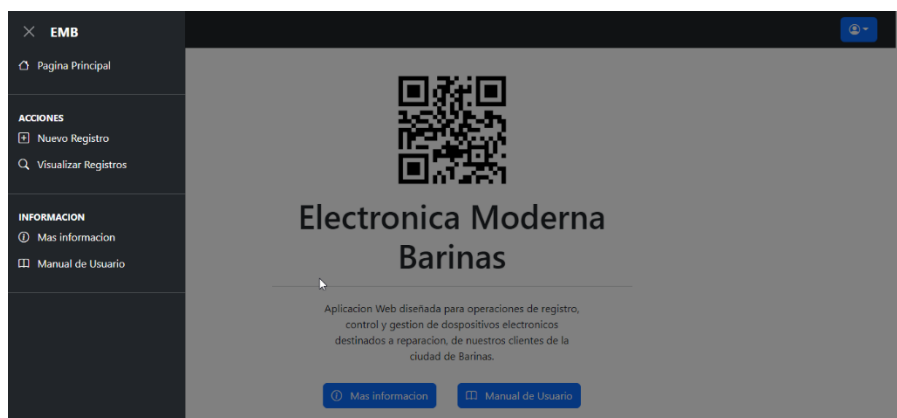 EMB
Pagina Principal
ACCIONES
Nuevo Registro
Visualizar Registros
INFORMACION
Mas informacion
Manual de Usuario
Electronica Moderna
Barinas
Aplicacion Web diseñada para operaciones de registro,
control y gestion de dospositivos electronicos
destinados a reparacion, de nuestros clientes de la
ciudad de Barinas.
Mas informacion
Manual de Usuario